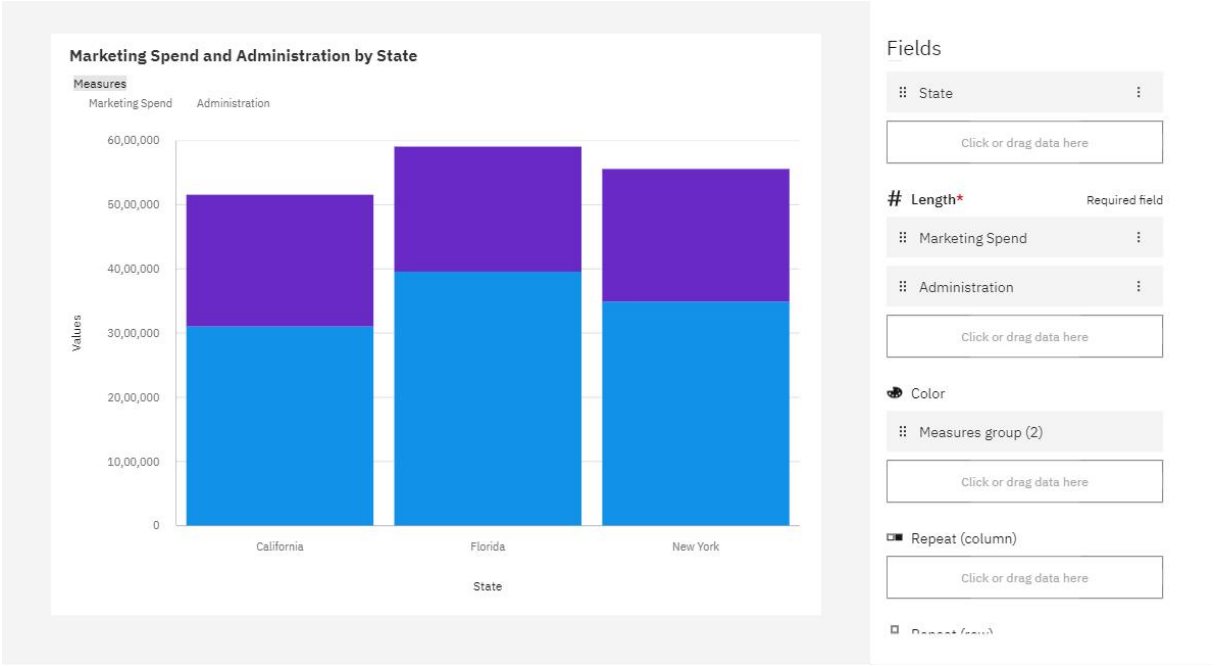 Marketing Spend and Administration by State
Measures
Marketing Spend Administration
60,00,000
50,00,000
40,00,000
30,00,000
20,00,000
10,00,000
0
Values
California Florida New York
State
Fields
State
Click or drag data here
# Length* Required field
Marketing Spend
Administration
Click or drag data here
Color
Measures group (2)
Click or drag data here
Repeat (column)
Click or drag data here
Repeat (row)